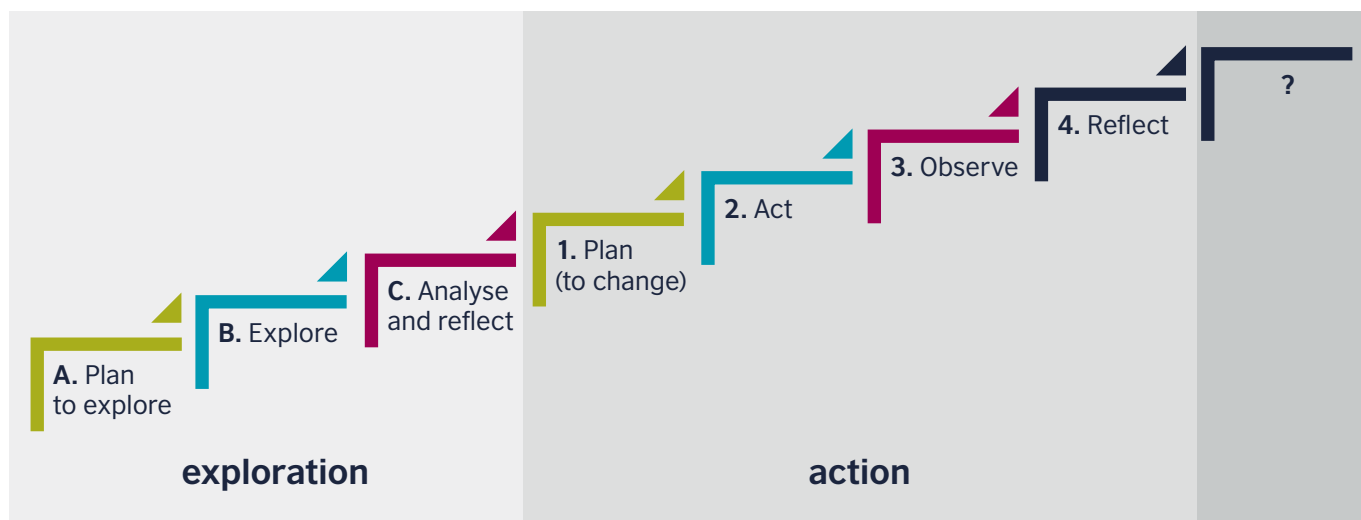 A. Plan
to explore
B. Explore
C. Analyse
and reflect
1. Plan
(to change)
2. Act
3. Observe
4. Reflect
?
exploration
action